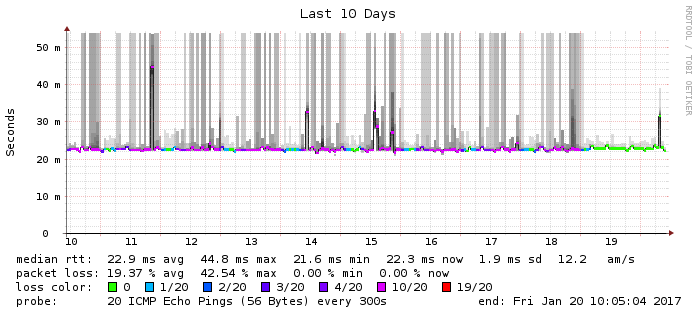 Last 10 Days
RRDTOOL / TOBI OETIKER
Seconds
50 m
40 m
30 m
20 m
10 m
0
10 11 12 13 14 15 16 17 18 19
median rtt: 22.9 ms avg 44.8 ms max 21.6 ms min 22.3 ms now 1.9 ms sd 12.2 am/s
packet loss: 19.37 % avg 42.54 % max 0.00 % min 0.00 % now
loss color: 0 1/20 2/20 3/20 4/20 10/20 19/20
probe: 20 ICMP Echo Pings (56 Bytes) every 300s end: Fri Jan 20 10:05:04 2017